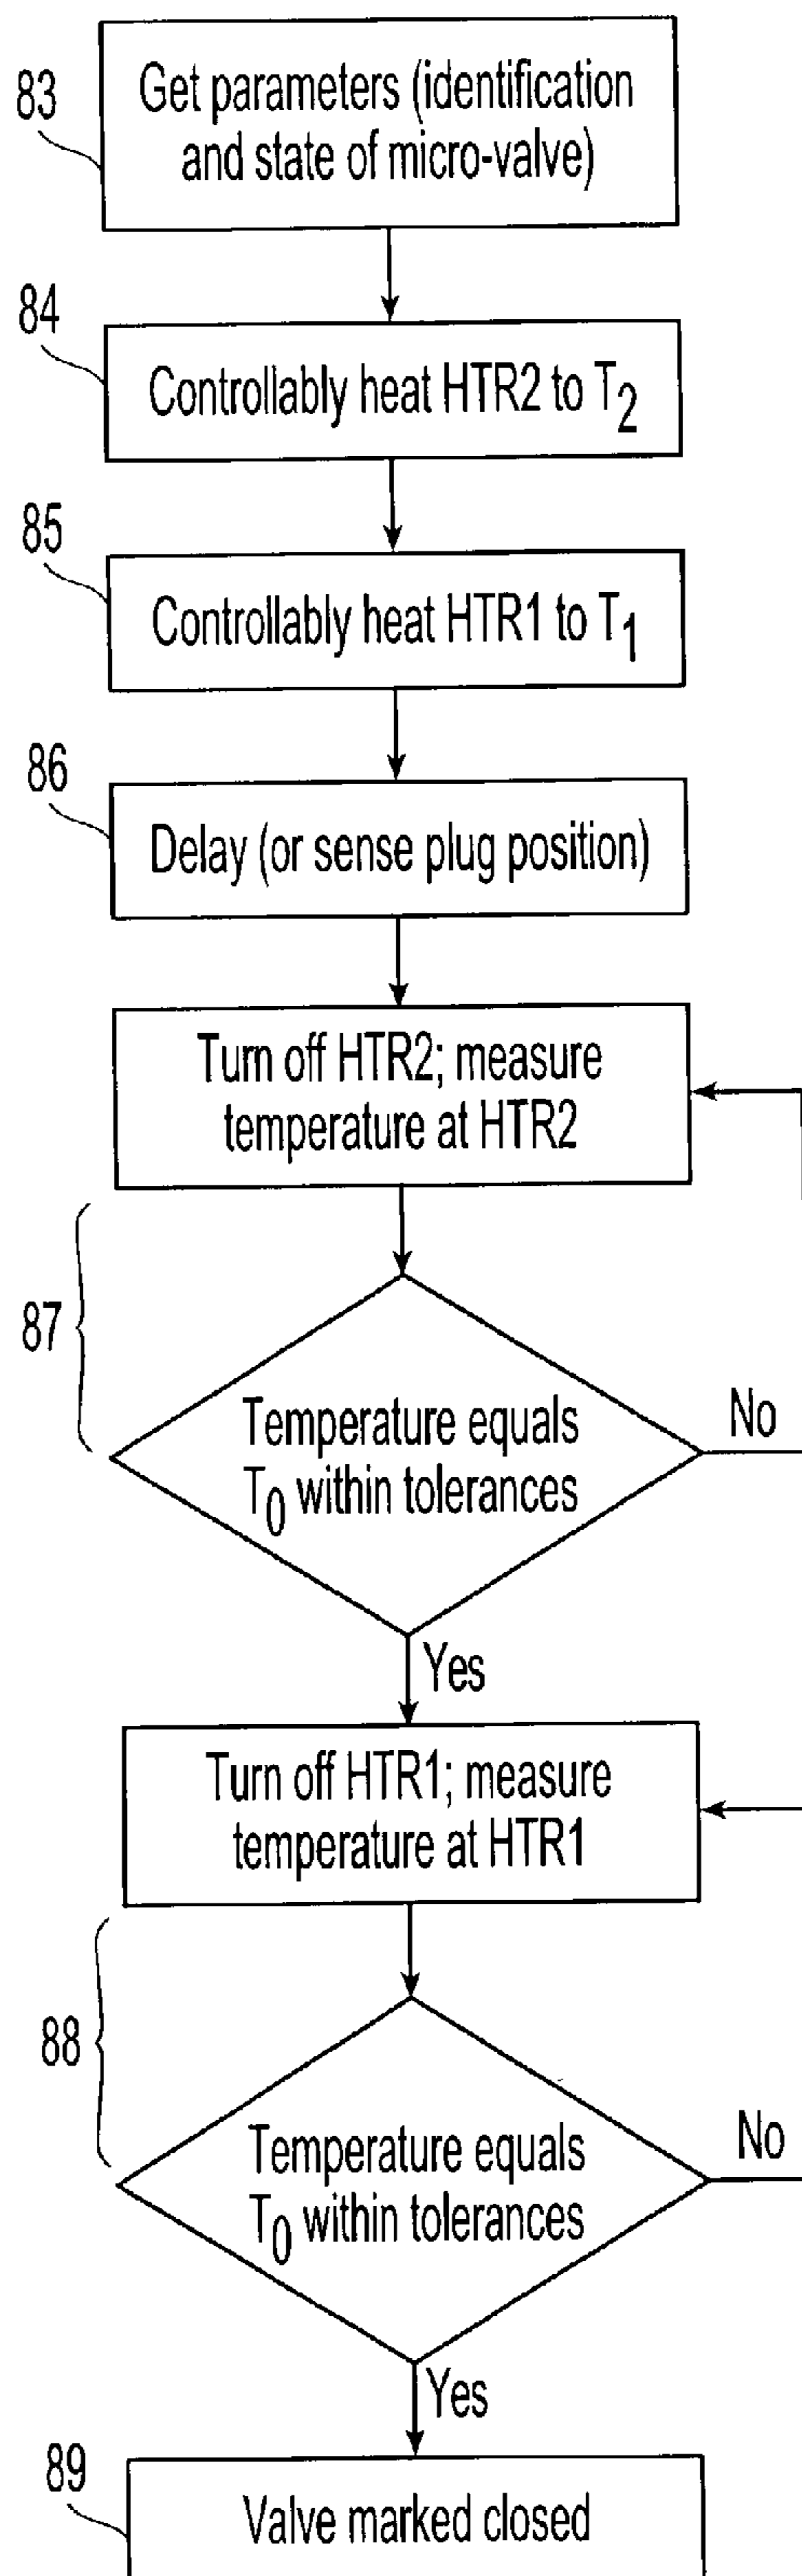 83
Get parameters (identification
and state of micro-valve)
84
Controllably heat HTR2 to T2
85
Controllably heat HTR1 to T1
86
Delay (or sense plug position)
Turn off HTR2; measure
temperature at HTR2
87
Temperature equals
T0 within tolerances
No
Yes
Turn off HTR1; measure
temperature at HTR1
88
Temperature equals
T0 within tolerances
No
Yes
89
Valve marked closed